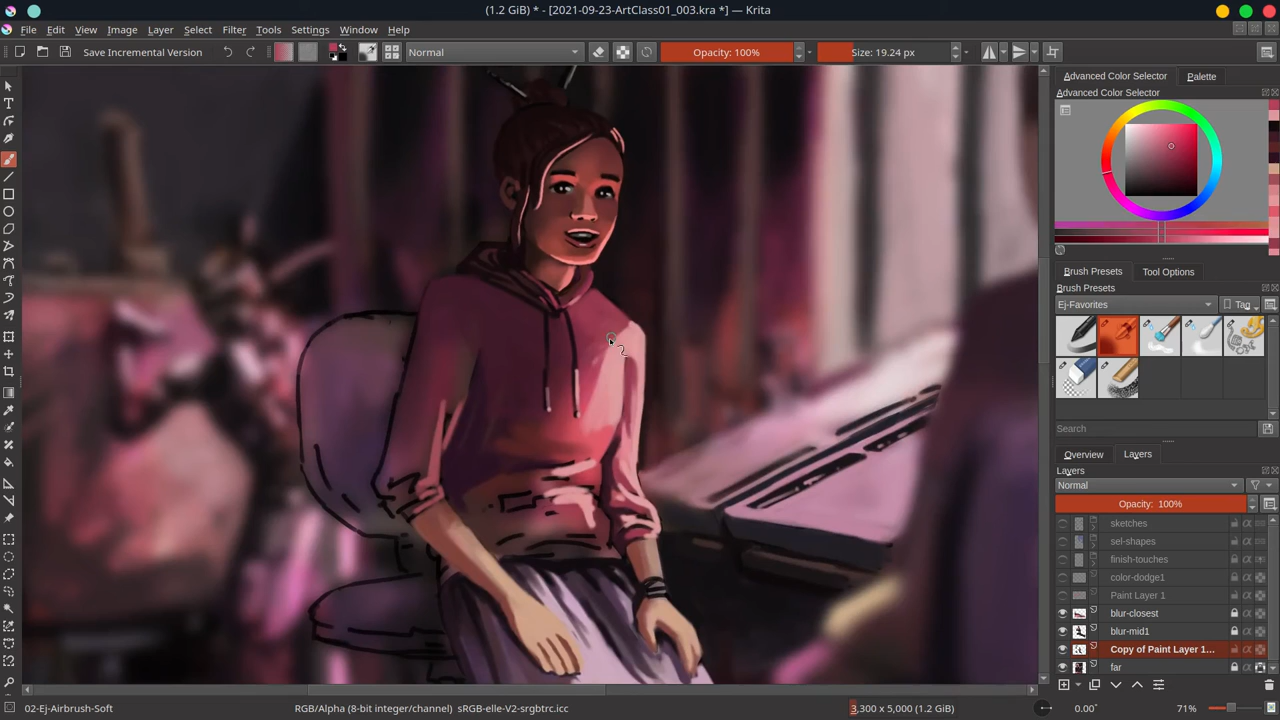 (1.2 GiB) * - [2021-09-23-ArtClass01_003.kra *] — Krita
File Edit View Image Layer Select Filter Tools Settings Window Help
Save Incremental Version Normal Opacity: 100% Size: 19.24 px
Advanced Color Selector Palette
Advanced Color Selector
Brush Presets Tool Options
Brush Presets
Ej-Favorites Tag
Search
Overview Layers
Layers
Normal
Opacity: 100%
sketches
sel-shapes
finish-touches
color-dodge1
Paint Layer 1
blur-closest
blur-mid1
Copy of Paint Layer 1...
far
02-Ej-Airbrush-Soft RGB/Alpha (8-bit integer/channel) sRGB-elle-V2-srgbtrc.icc 3,300 x 5,000 (1.2 GiB) 0.00° 71%